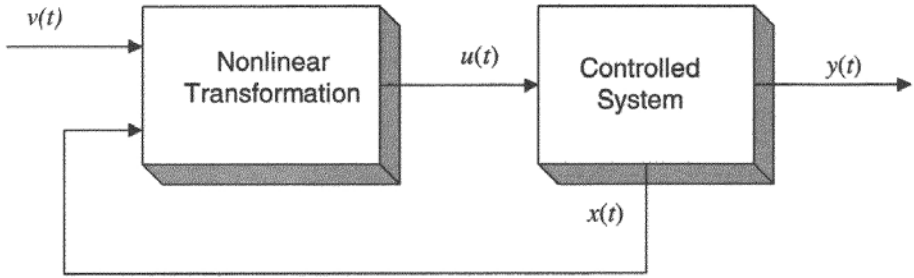 v(t)
Nonlinear
Transformation
u(t)
Controlled
System
y(t)
x(t)